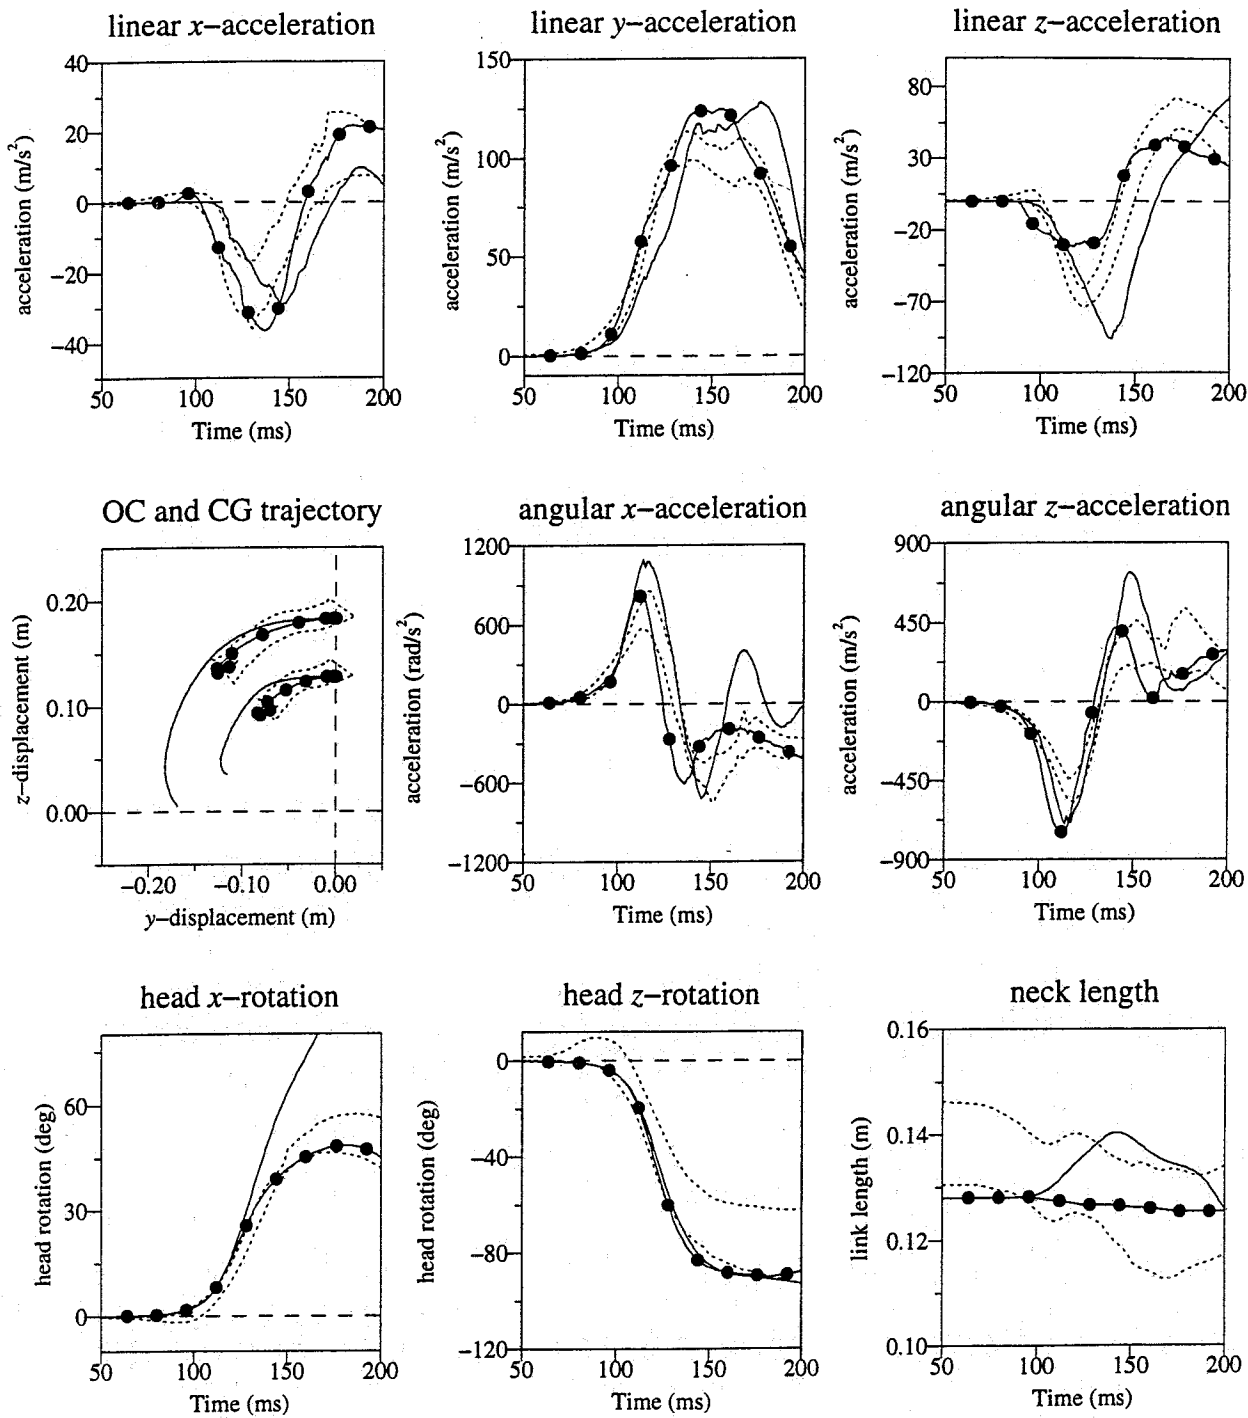 linear x–acceleration
linear y–acceleration
linear z–acceleration
acceleration (m/s²)
40
20
0
−20
−40
50
100
150
200
Time (ms)
acceleration (m/s²)
150
100
50
0
50
100
150
200
Time (ms)
acceleration (m/s²)
80
30
−20
−70
−120
50
100
150
200
Time (ms)
OC and CG trajectory
angular x–acceleration
angular z–acceleration
z–displacement (m)
0.20
0.10
0.00
−0.20
−0.10
0.00
y–displacement (m)
acceleration (rad/s²)
1200
600
0
−600
−1200
50
100
150
200
Time (ms)
acceleration (m/s²)
900
450
0
−450
−900
50
100
150
200
Time (ms)
head x–rotation
head z–rotation
neck length
head rotation (deg)
60
30
0
50
100
150
200
Time (ms)
head rotation (deg)
0
−40
−80
−120
50
100
150
200
Time (ms)
link length (m)
0.16
0.14
0.12
0.10
50
100
150
200
Time (ms)